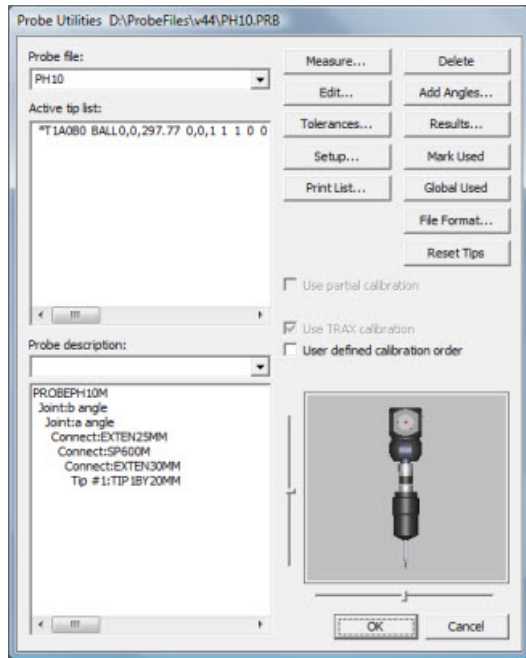 Probe Utilities D:\ProbeFiles\v44\PH10.PRB
Probe file:
PH10
Active tip list:
*T1A0B0 BALL0,0,297.77 0,0,1 1 1 0 0
Probe description:
PROBEPH10M
Joint:b angle
Joint:a angle
Connect:EXTEN25MM
Connect:SP600M
Connect:EXTEN30MM
Tip #1:TIP1BY20MM
Measure...
Delete
Edit...
Add Angles...
Tolerances...
Results...
Setup...
Mark Used
Print List...
Global Used
File Format...
Reset Tips
Use partial calibration
Use TRAX calibration
User defined calibration order
OK
Cancel